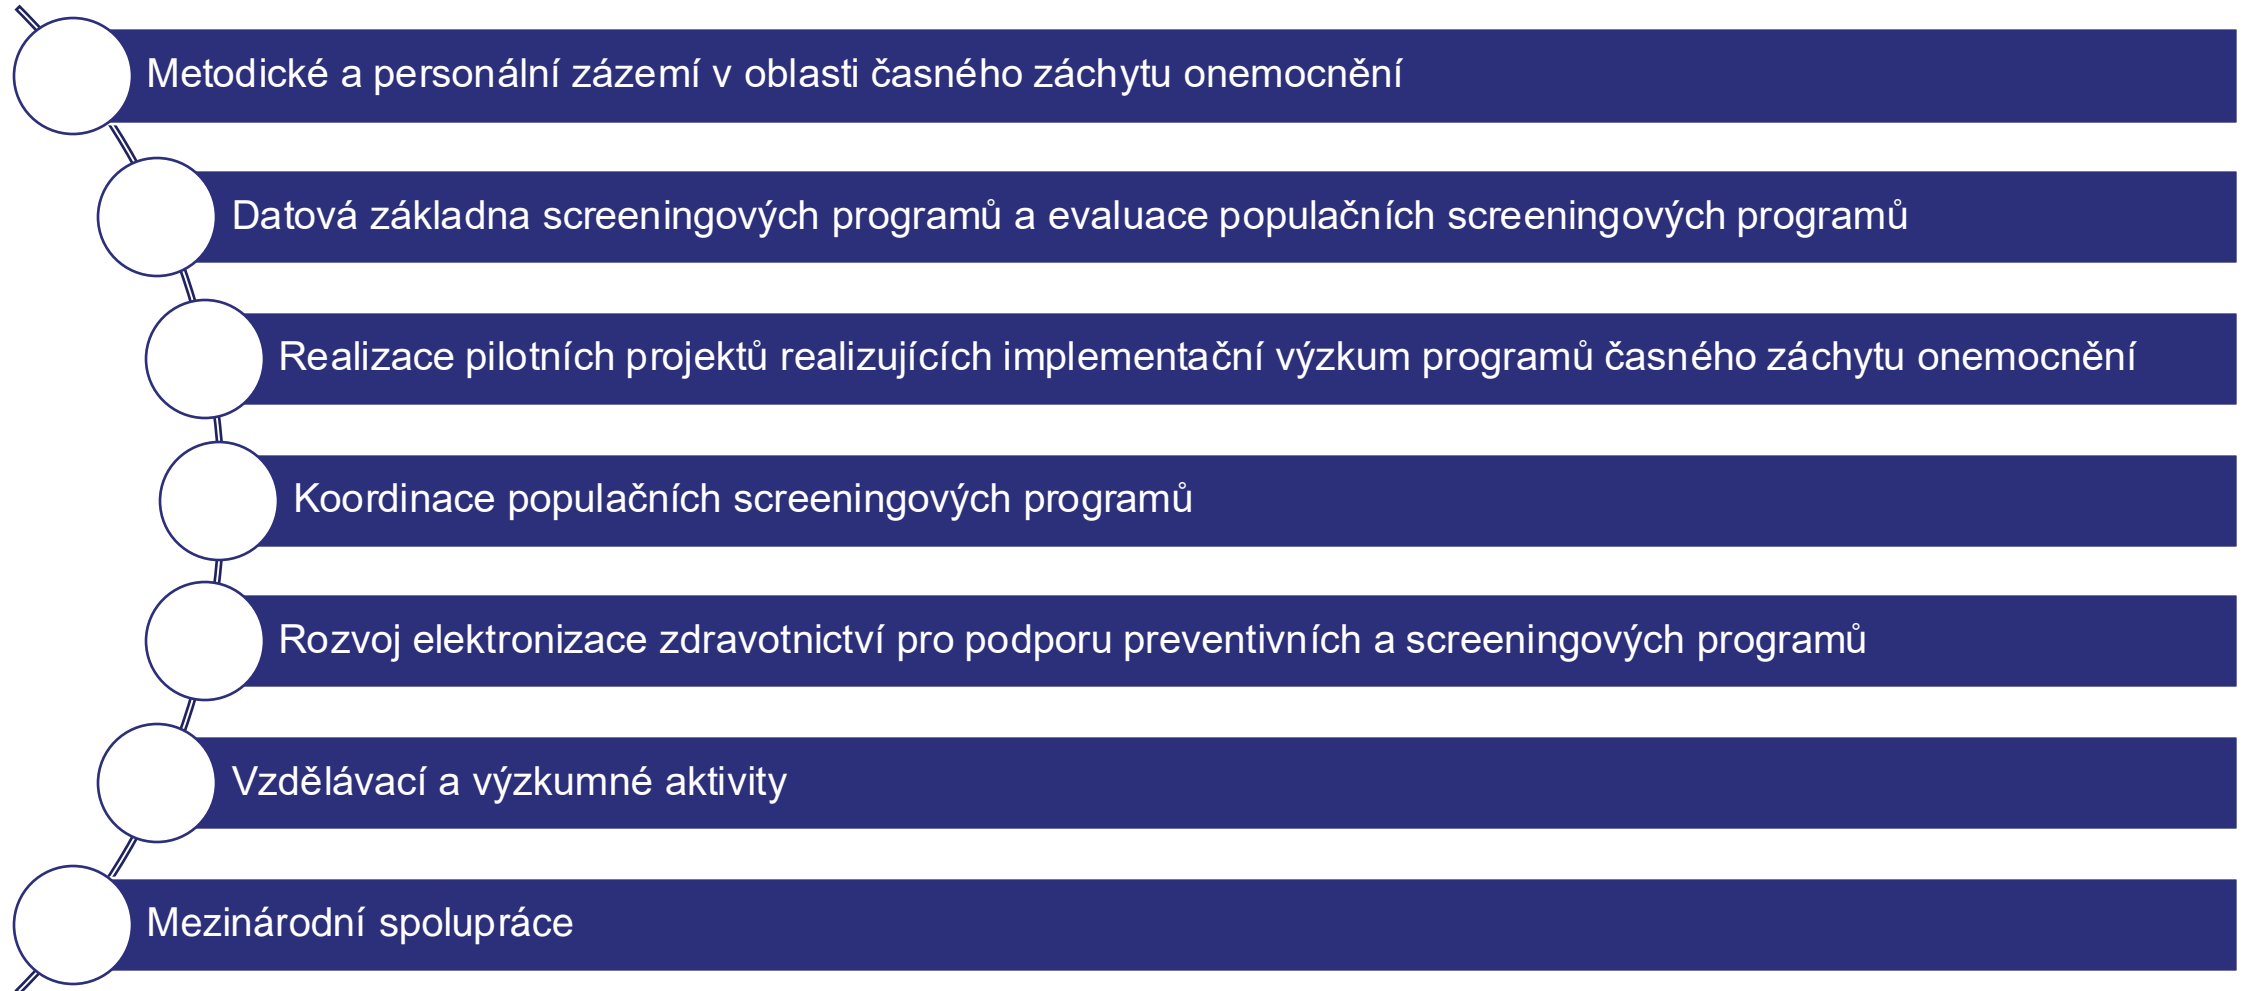 Metodické a personální zázemí v oblasti časného záchytu onemocnění
Datová základna screeningových programů a evaluace populačních screeningových programů
Realizace pilotních projektů realizujících implementační výzkum programů časného záchytu onemocnění
Koordinace populačních screeningových programů
Rozvoj elektronizace zdravotnictví pro podporu preventivních a screeningových programů
Vzdělávací a výzkumné aktivity
Mezinárodní spolupráce